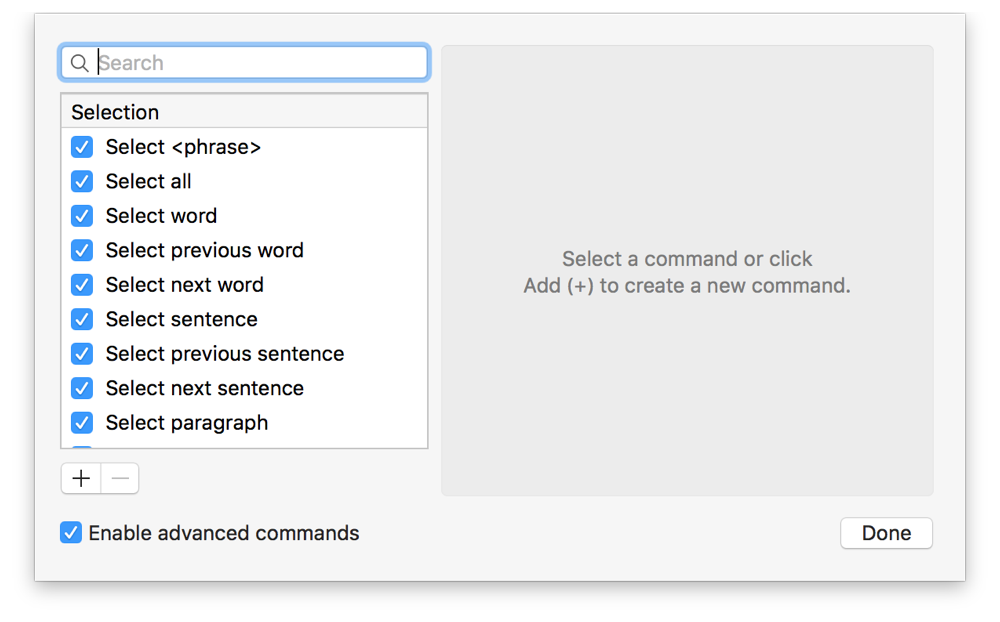 Search
Selection
Select <phrase>
Select all
Select word
Select previous word
Select next word
Select sentence
Select previous sentence
Select next sentence
Select paragraph
Select a command or click
Add (+) to create a new command.
Enable advanced commands
Done